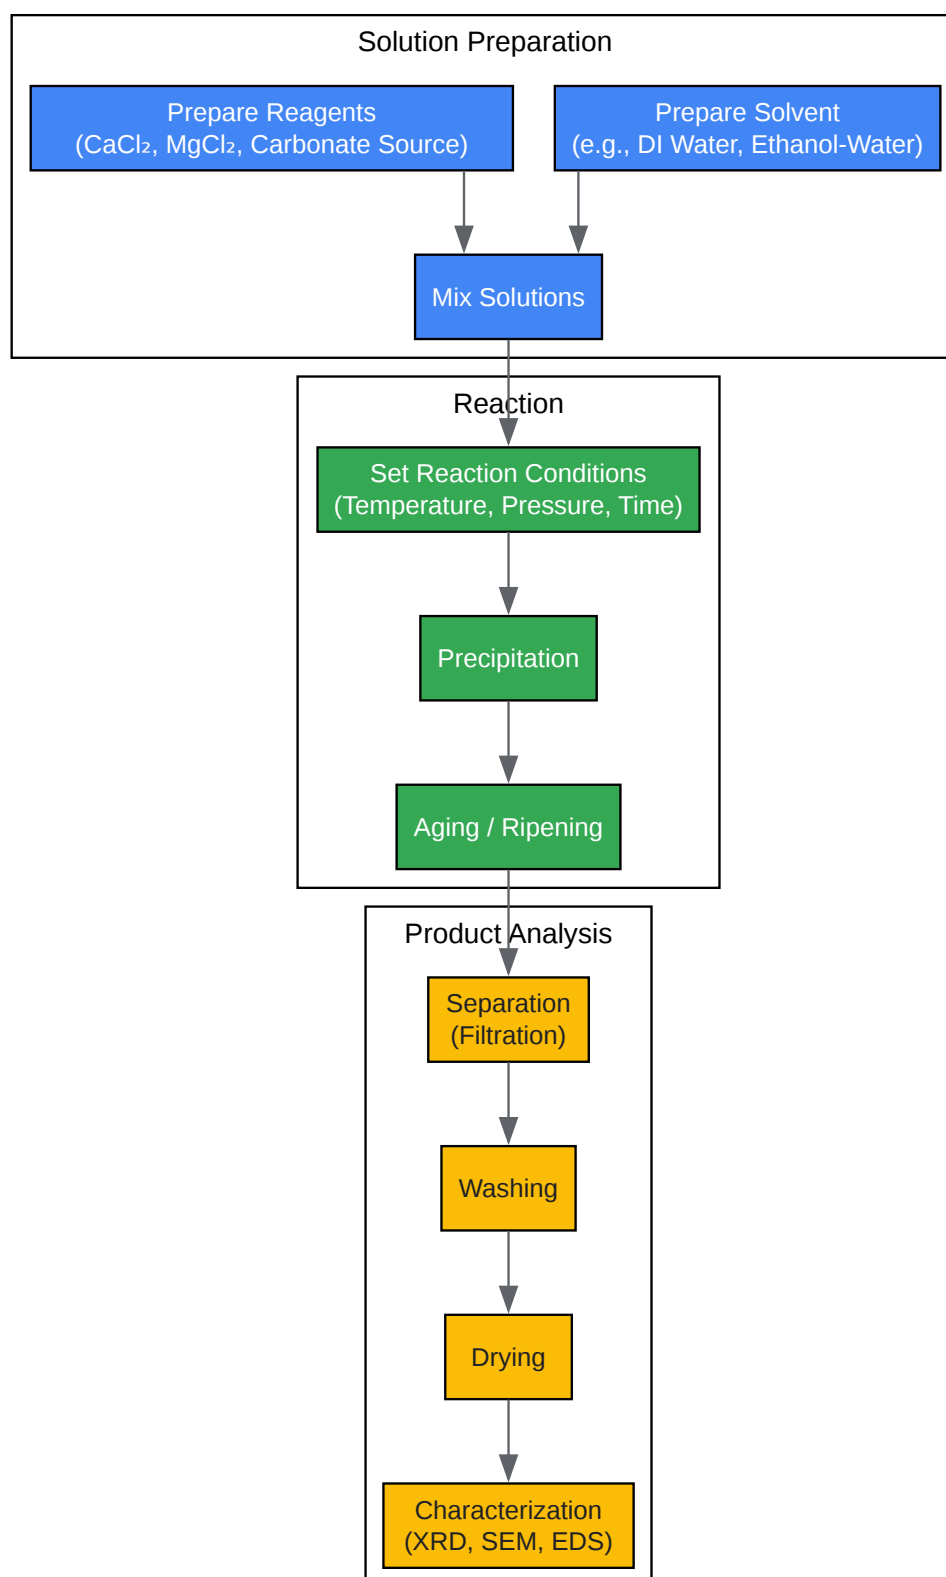 Solution Preparation
Prepare Reagents
(CaCl₂, MgCl₂, Carbonate Source)
Prepare Solvent
(e.g., DI Water, Ethanol-Water)
Mix Solutions
Reaction
Set Reaction Conditions
(Temperature, Pressure, Time)
Precipitation
Aging / Ripening
Product Analysis
Separation
(Filtration)
Washing
Drying
Characterization
(XRD, SEM, EDS)